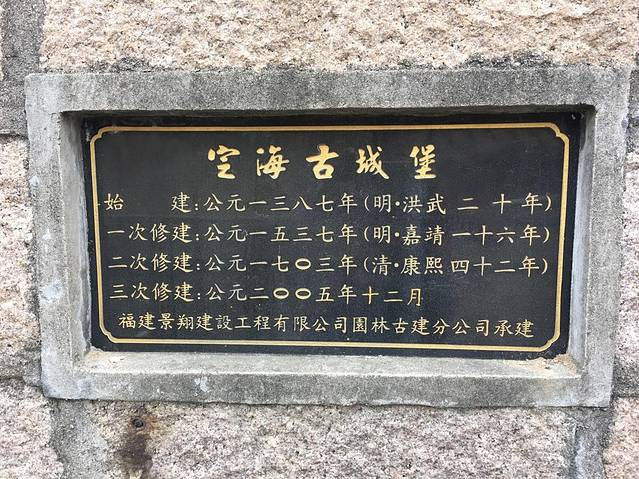 空海古城堡
始　　建:公元一三八七年(明·洪武二十年)
一次修建:公元一五三七年(明·嘉靖一十六年)
二次修建:公元一七〇三年(清·康熙四十二年)
三次修建:公元二〇〇五年十二月
福建景翔建設工程有限公司園林古建分公司承建